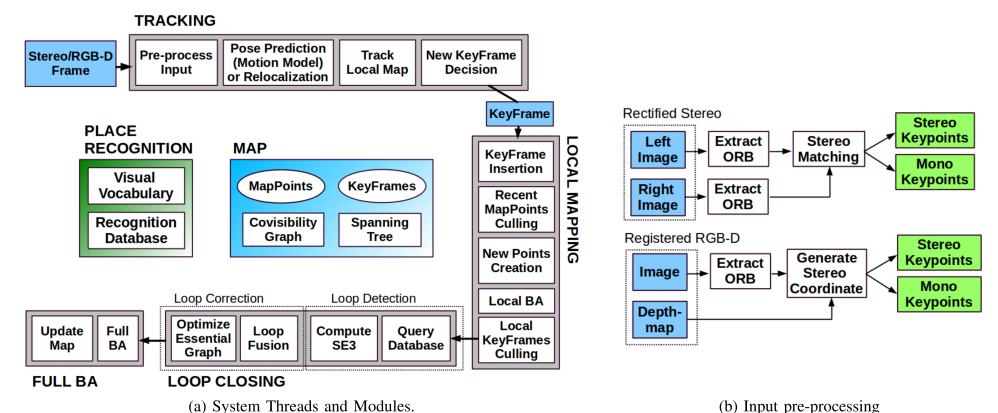 TRACKING
Stereo/RGB-D
Frame
Pre-process
Input
Pose Prediction
(Motion Model)
or Relocalization
Track
Local Map
New KeyFrame
Decision
KeyFrame
PLACE
RECOGNITION
Visual
Vocabulary
Recognition
Database
MAP
MapPoints
KeyFrames
Covisibility
Graph
Spanning
Tree
LOCAL MAPPING
KeyFrame
Insertion
Recent
MapPoints
Culling
New Points
Creation
Local BA
Local
KeyFrames
Culling
Loop Correction
Loop Detection
Update
Map
Full
BA
Optimize
Essential
Graph
Loop
Fusion
Compute
SE3
Query
Database
FULL BA
LOOP CLOSING
(a) System Threads and Modules.
Rectified Stereo
Left
Image
Extract
ORB
Stereo
Matching
Stereo
Keypoints
Mono
Keypoints
Right
Image
Extract
ORB
Registered RGB-D
Image
Extract
ORB
Generate
Stereo
Coordinate
Stereo
Keypoints
Mono
Keypoints
Depth-
map
(b) Input pre-processing